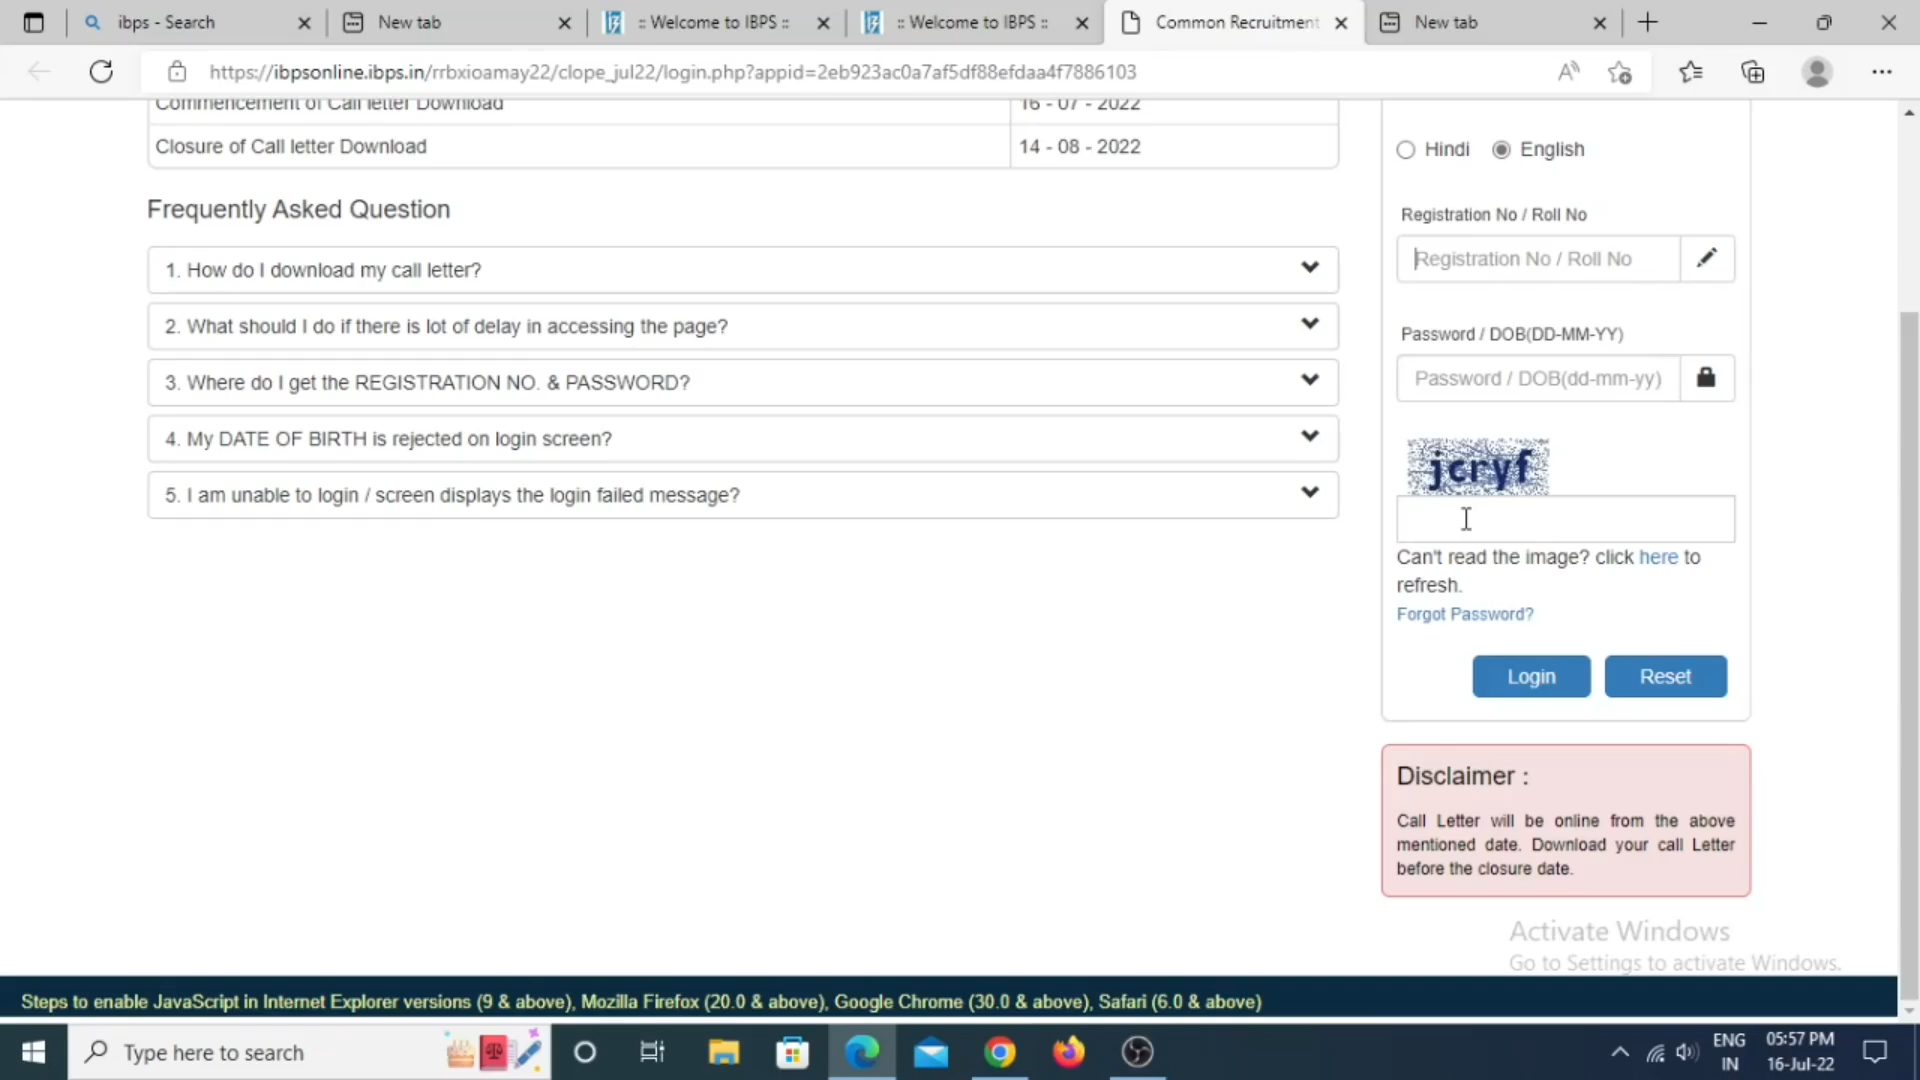 ibps - Search
New tab
:: Welcome to IBPS ::
:: Welcome to IBPS ::
Common Recruitment
New tab
https://ibpsonline.ibps.in/rrbxioamay22/clope_jul22/login.php?appid=2eb923ac0a7af5df88efdaa4f7886103
Commencement of Call letter Download 16 - 07 - 2022
Closure of Call letter Download 14 - 08 - 2022
Frequently Asked Question
1. How do I download my call letter?
2. What should I do if there is lot of delay in accessing the page?
3. Where do I get the REGISTRATION NO. & PASSWORD?
4. My DATE OF BIRTH is rejected on login screen?
5. I am unable to login / screen displays the login failed message?
Hindi English
Registration No / Roll No
Registration No / Roll No
Password / DOB(DD-MM-YY)
Password / DOB(dd-mm-yy)
jcryf
Can't read the image? click here to
refresh.
Forgot Password?
Login Reset
Disclaimer :
Call Letter will be online from the above
mentioned date. Download your call Letter
before the closure date.
Activate Windows
Go to Settings to activate Windows.
Steps to enable JavaScript in Internet Explorer versions (9 & above), Mozilla Firefox (20.0 & above), Google Chrome (30.0 & above), Safari (6.0 & above)
Type here to search
ENG
IN
05:57 PM
16-Jul-22